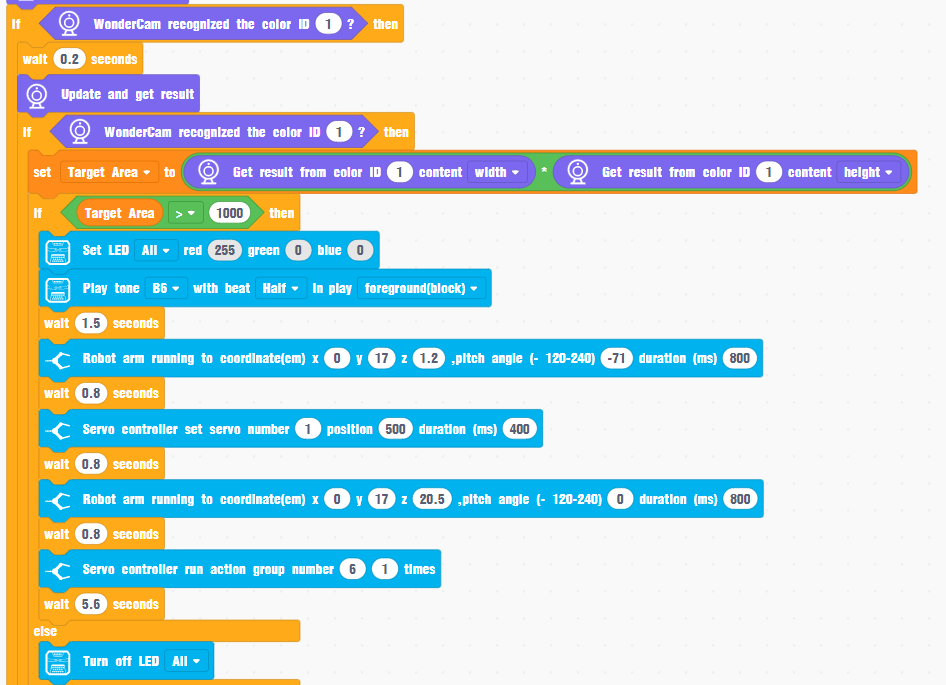 If WonderCam recognized the color ID 1 ? then
wait 0.2 seconds
Update and get result
If WonderCam recognized the color ID 1 ? then
set Target Area to Get result from color ID 1 content width * Get result from color ID 1 content height
If Target Area > 1000 then
Set LED All red 255 green 0 blue 0
Play tone B6 with beat Half in play foreground(block)
wait 1.5 seconds
Robot arm running to coordinate(cm) x 0 y 17 z 1.2 ,pitch angle (- 120-240) -71 duration (ms) 800
wait 0.8 seconds
Servo controller set servo number 1 position 500 duration (ms) 400
wait 0.8 seconds
Robot arm running to coordinate(cm) x 0 y 17 z 20.5 ,pitch angle (- 120-240) 0 duration (ms) 800
wait 0.8 seconds
Servo controller run action group number 6 1 times
wait 5.6 seconds
else
Turn off LED All